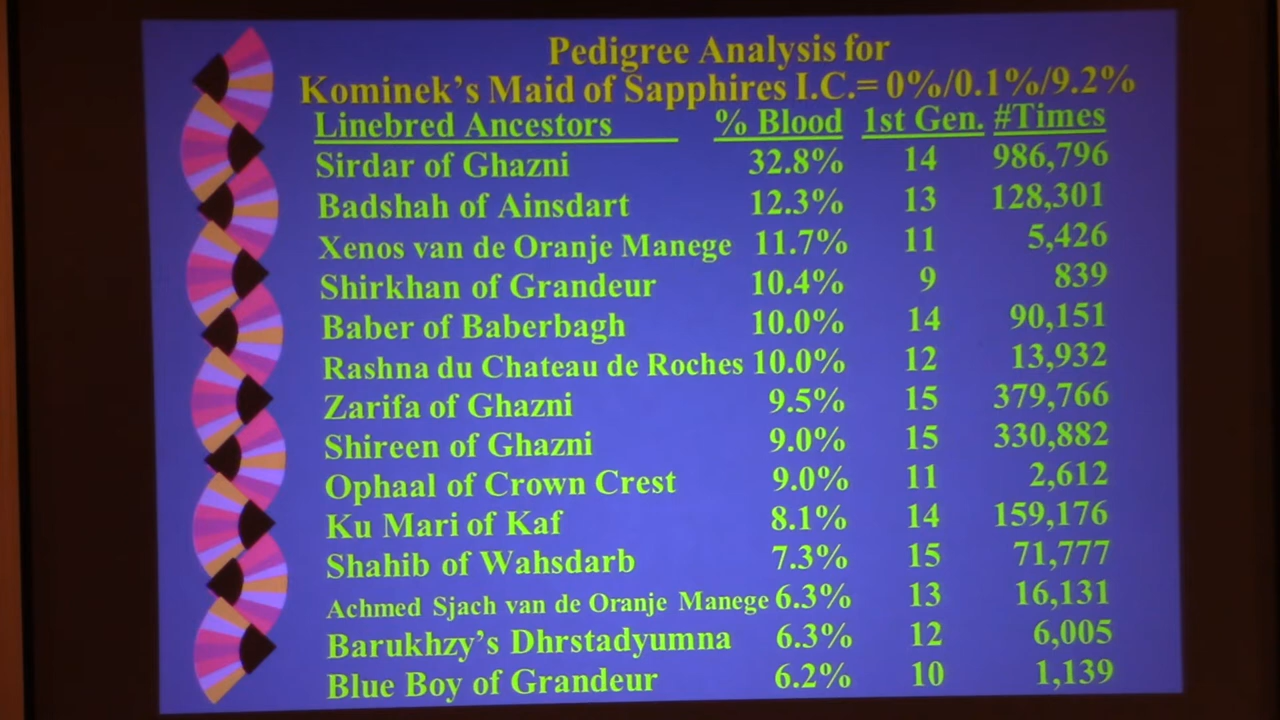 Pedigree Analysis for
Kominek's Maid of Sapphires I.C.= 0%/0.1%/9.2%
Linebred Ancestors % Blood 1st Gen. #Times
Sirdar of Ghazni 32.8% 14 986,796
Badshah of Ainsdart 12.3% 13 128,301
Xenos van de Oranje Manege 11.7% 11 5,426
Shirkhan of Grandeur 10.4% 9 839
Baber of Baberbagh 10.0% 14 90,151
Rashna du Chateau de Roches 10.0% 12 13,932
Zarifa of Ghazni 9.5% 15 379,766
Shireen of Ghazni 9.0% 15 330,882
Ophaal of Crown Crest 9.0% 11 2,612
Ku Mari of Kaf 8.1% 14 159,176
Shahib of Wahsdarb 7.3% 15 71,777
Achmed Sjach van de Oranje Manege 6.3% 13 16,131
Barukhzy's Dhrstadyumna 6.3% 12 6,005
Blue Boy of Grandeur 6.2% 10 1,139